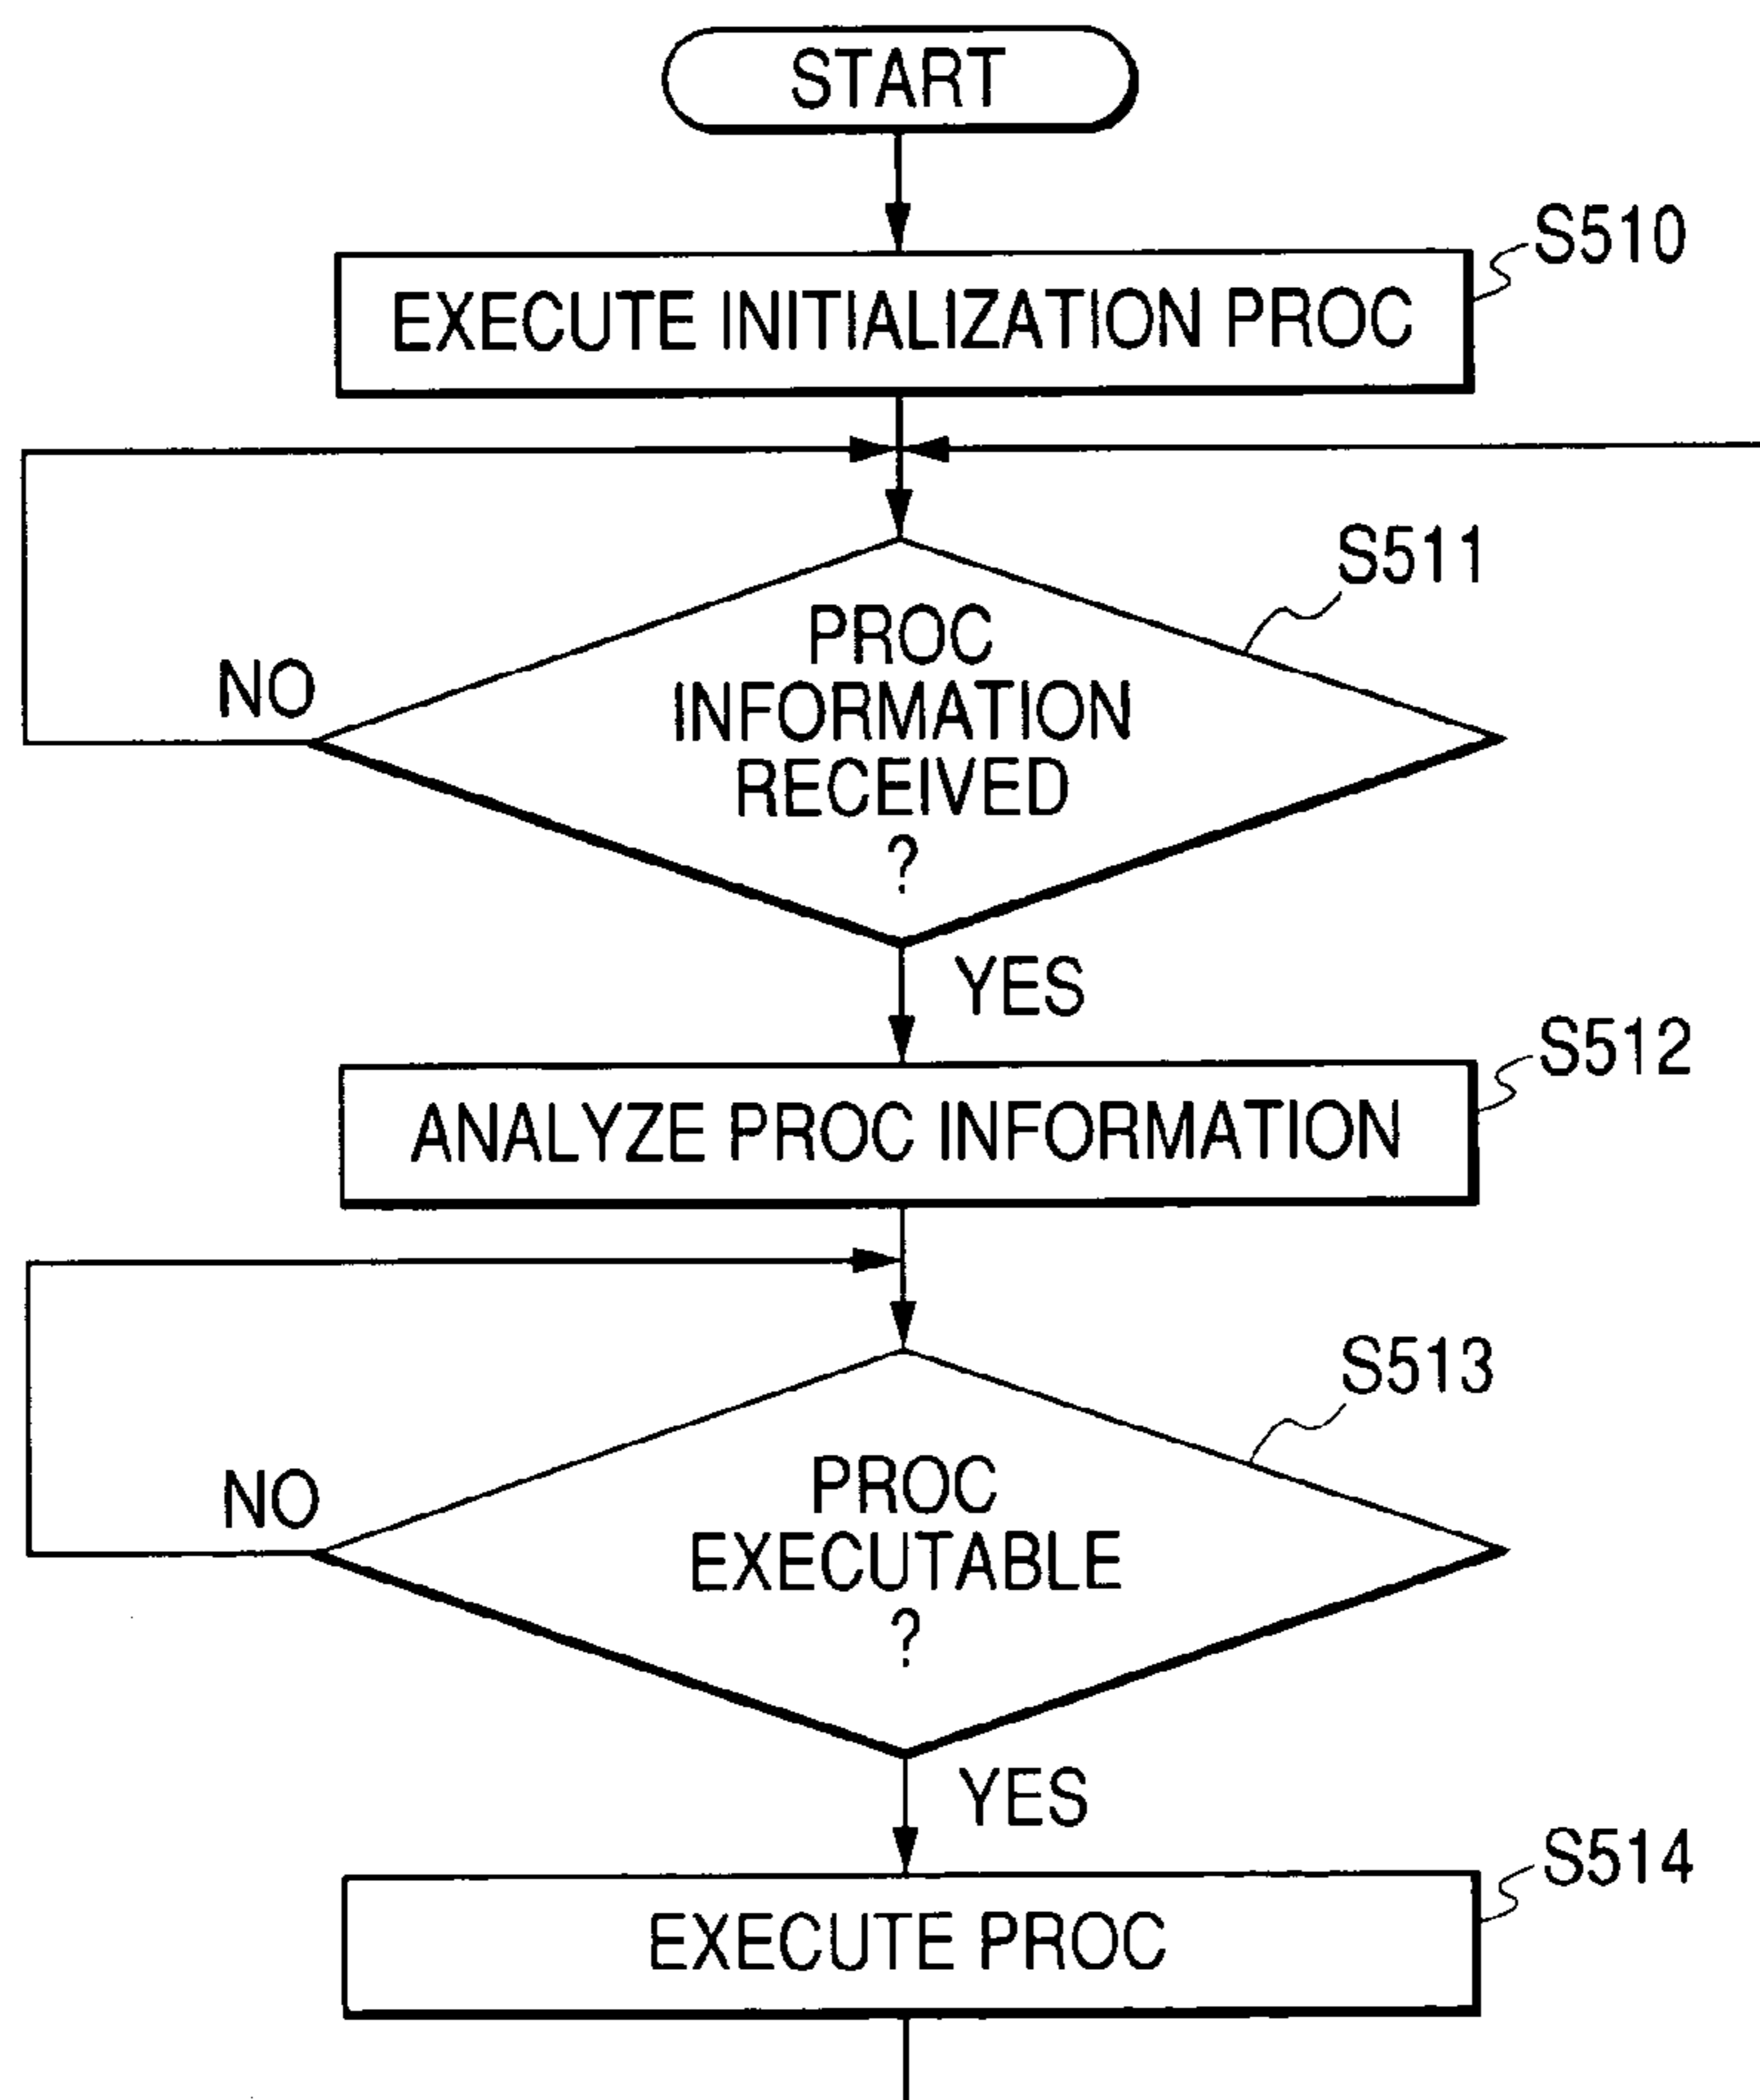 START
S510
EXECUTE INITIALIZATION PROC
S511
PROC
INFORMATION
RECEIVED
?
NO
YES
S512
ANALYZE PROC INFORMATION
S513
PROC
EXECUTABLE
?
NO
YES
S514
EXECUTE PROC